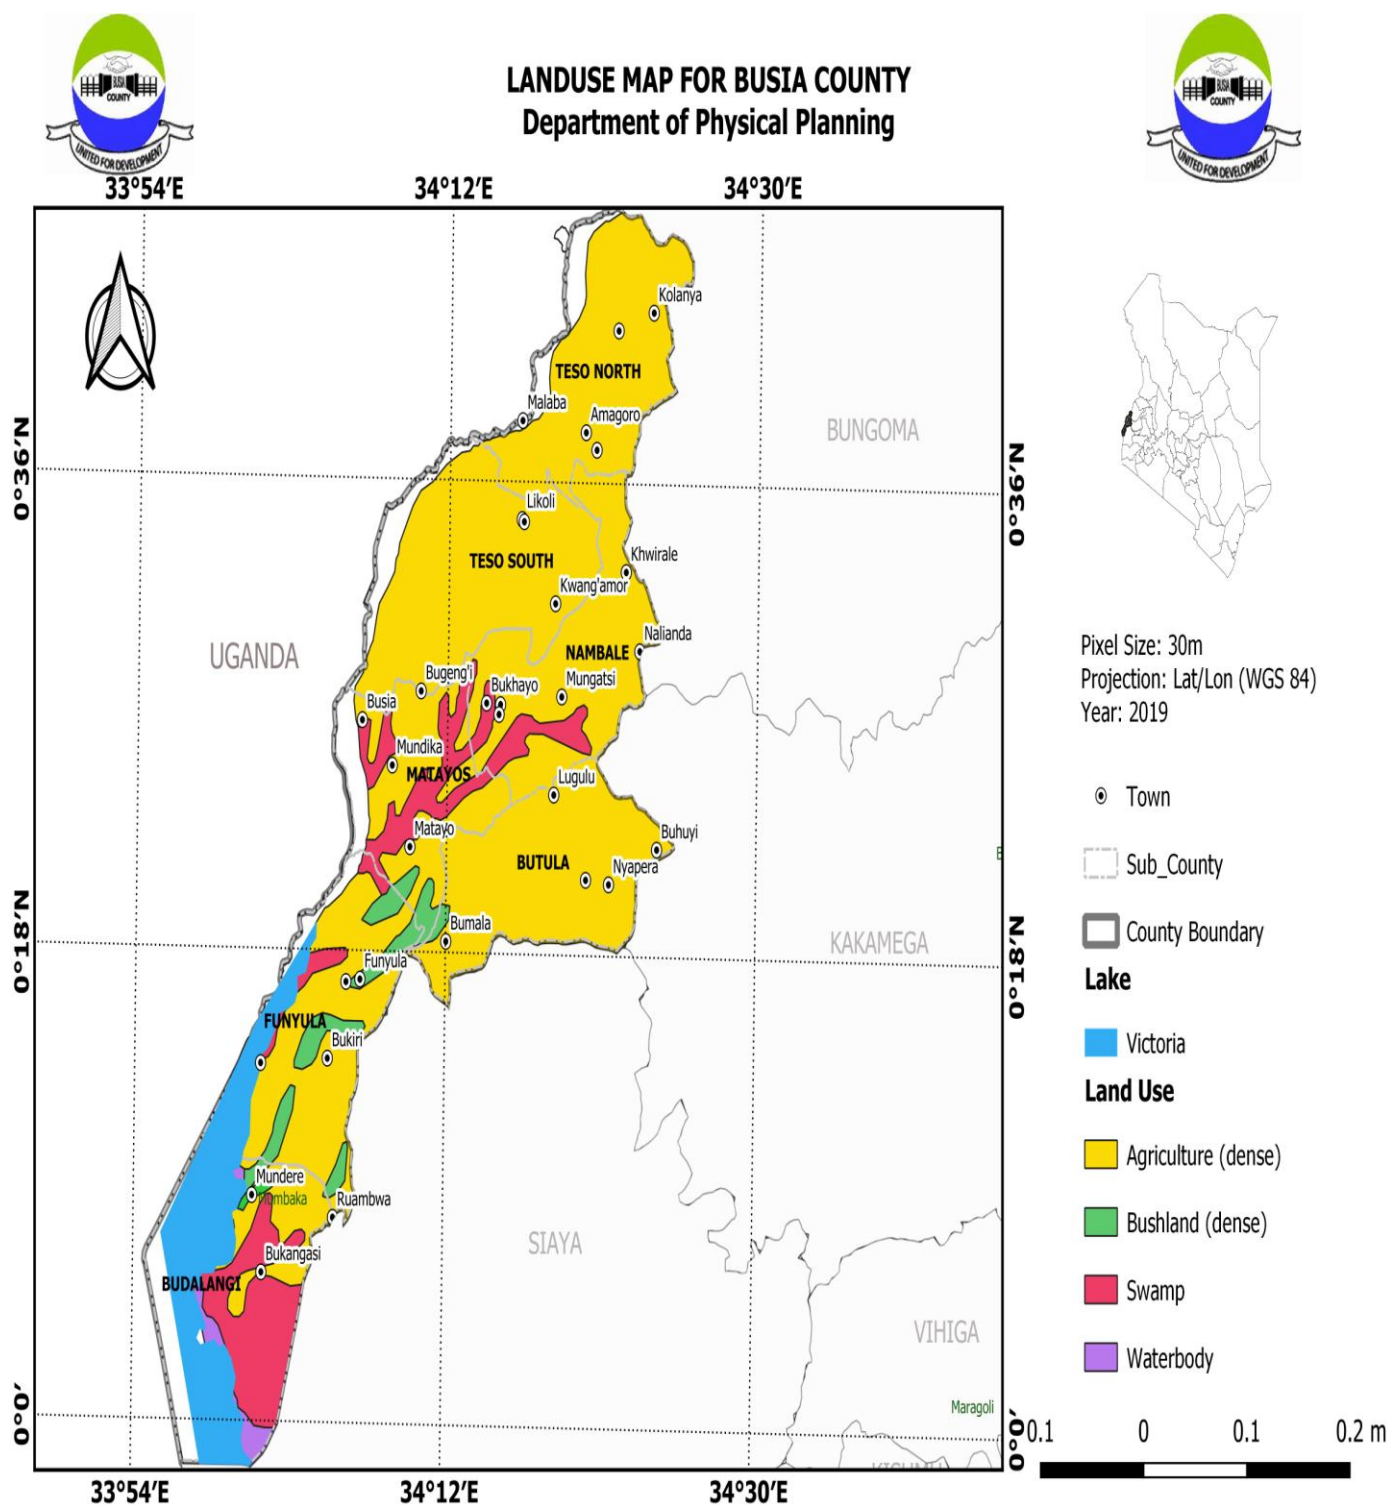 BUSIA
COUNTY
UNITED FOR DEVELOPMENT
LANDUSE MAP FOR BUSIA COUNTY
Department of Physical Planning
BUSIA
COUNTY
UNITED FOR DEVELOPMENT
33°54'E
34°12'E
34°30'E
Kolanya
TESO NORTH
Malaba
Amagoro
BUNGOMA
0°36'N
0°36'N
Likoli
TESO SOUTH
Khwirale
Kwang'amor
UGANDA
NAMBALE
Nalianda
Bugeng'i
Bukhayo
Mungatsi
Busia
Mundika
MATAYOS
Lugulu
Matayo
BUTULA
Nyapera
Buhuyi
Bumala
KAKAMEGA
0°18'N
0°18'N
Funyula
FUNYULA
Bukiri
Mundere
Ruambwa
SIAYA
Bukangasi
BUDALANGI
VIHIGA
Maragoli
0°0'
0°0'
33°54'E
34°12'E
34°30'E
Pixel Size: 30m
Projection: Lat/Lon (WGS 84)
Year: 2019
Town
Sub_County
County Boundary
Lake
Victoria
Land Use
Agriculture (dense)
Bushland (dense)
Swamp
Waterbody
0.1 0 0.1 0.2 m